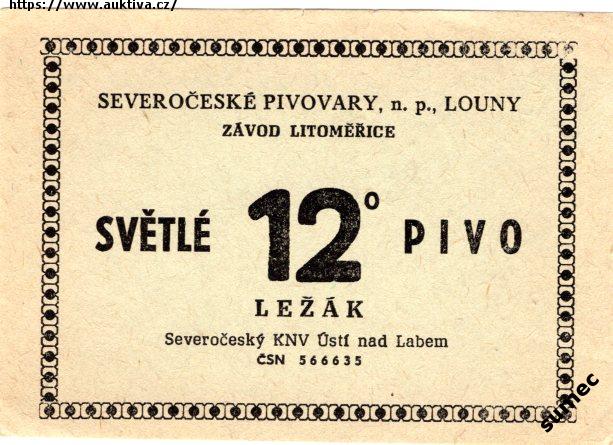 https://www.auktiva.cz/
SEVEROČESKÉ PIVOVARY, n. p., LOUNY
ZÁVOD LITOMĚŘICE
SVĚTLÉ 12° PIVO
LEŽÁK
Severočeský KNV Ústí nad Labem
ČSN 566635
sumec